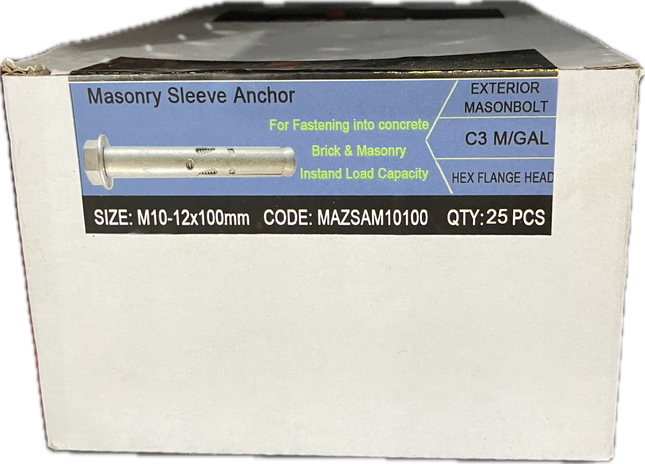 Masonry Sleeve Anchor
For Fastening into concrete
Brick & Masonry
Instand Load Capacity
EXTERIOR
MASONBOLT
C3 M/GAL
HEX FLANGE HEAD
SIZE: M10-12x100mm CODE: MAZSAM10100 QTY: 25 PCS